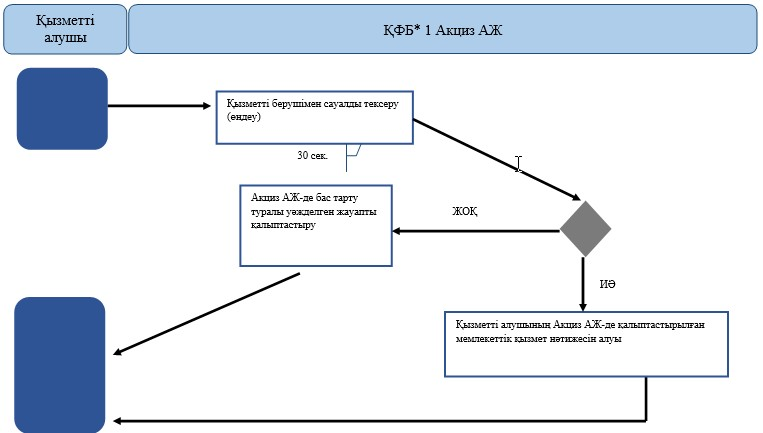 Қызметті
алушы
ҚФБ* 1 Акциз АЖ
Қызметті берушімен сауалды тексеру
(өңдеу)
30 сек.
Акциз АЖ-де бас тарту
туралы уәжделген жауапты
қалыптастыру
ЖОҚ
ИӘ
Қызметті алушының Акциз АЖ-де қалыптастырылған
мемлекеттік қызмет нәтижесін алуы